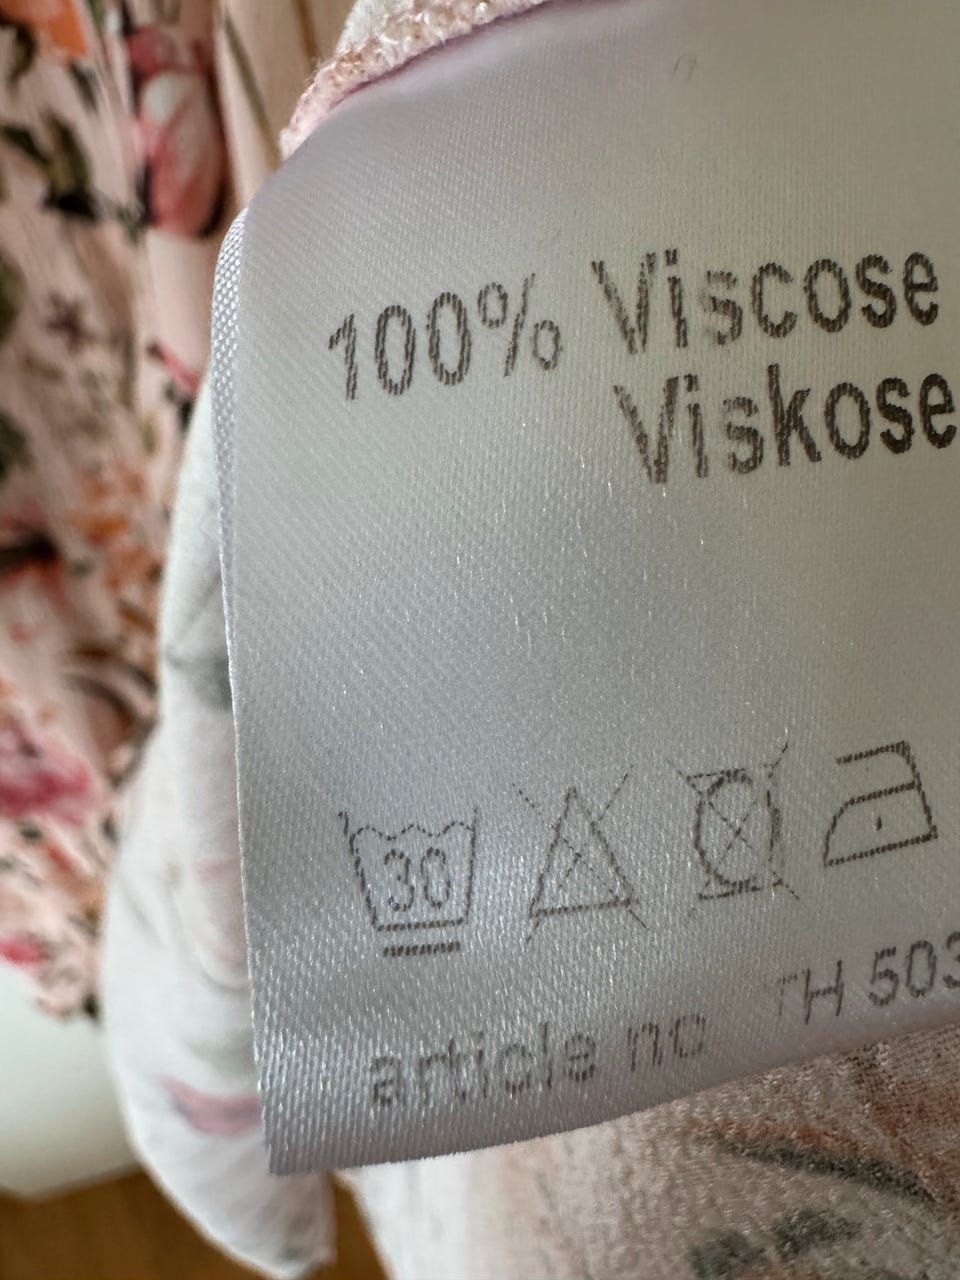 100% Viscose
Viskose
30
article no TH 503